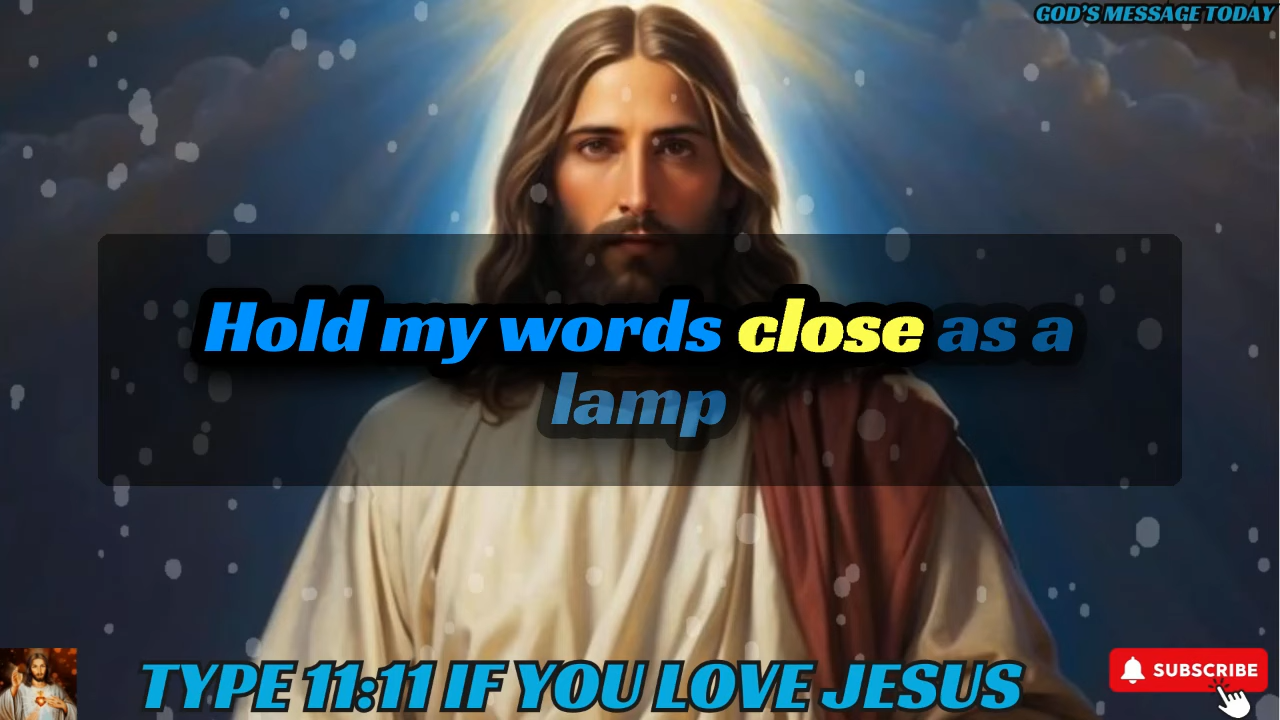 GOD'S MESSAGE TODAY
Hold my words close as a
lamp
TYPE 11:11 IF YOU LOVE JESUS
SUBSCRIBE